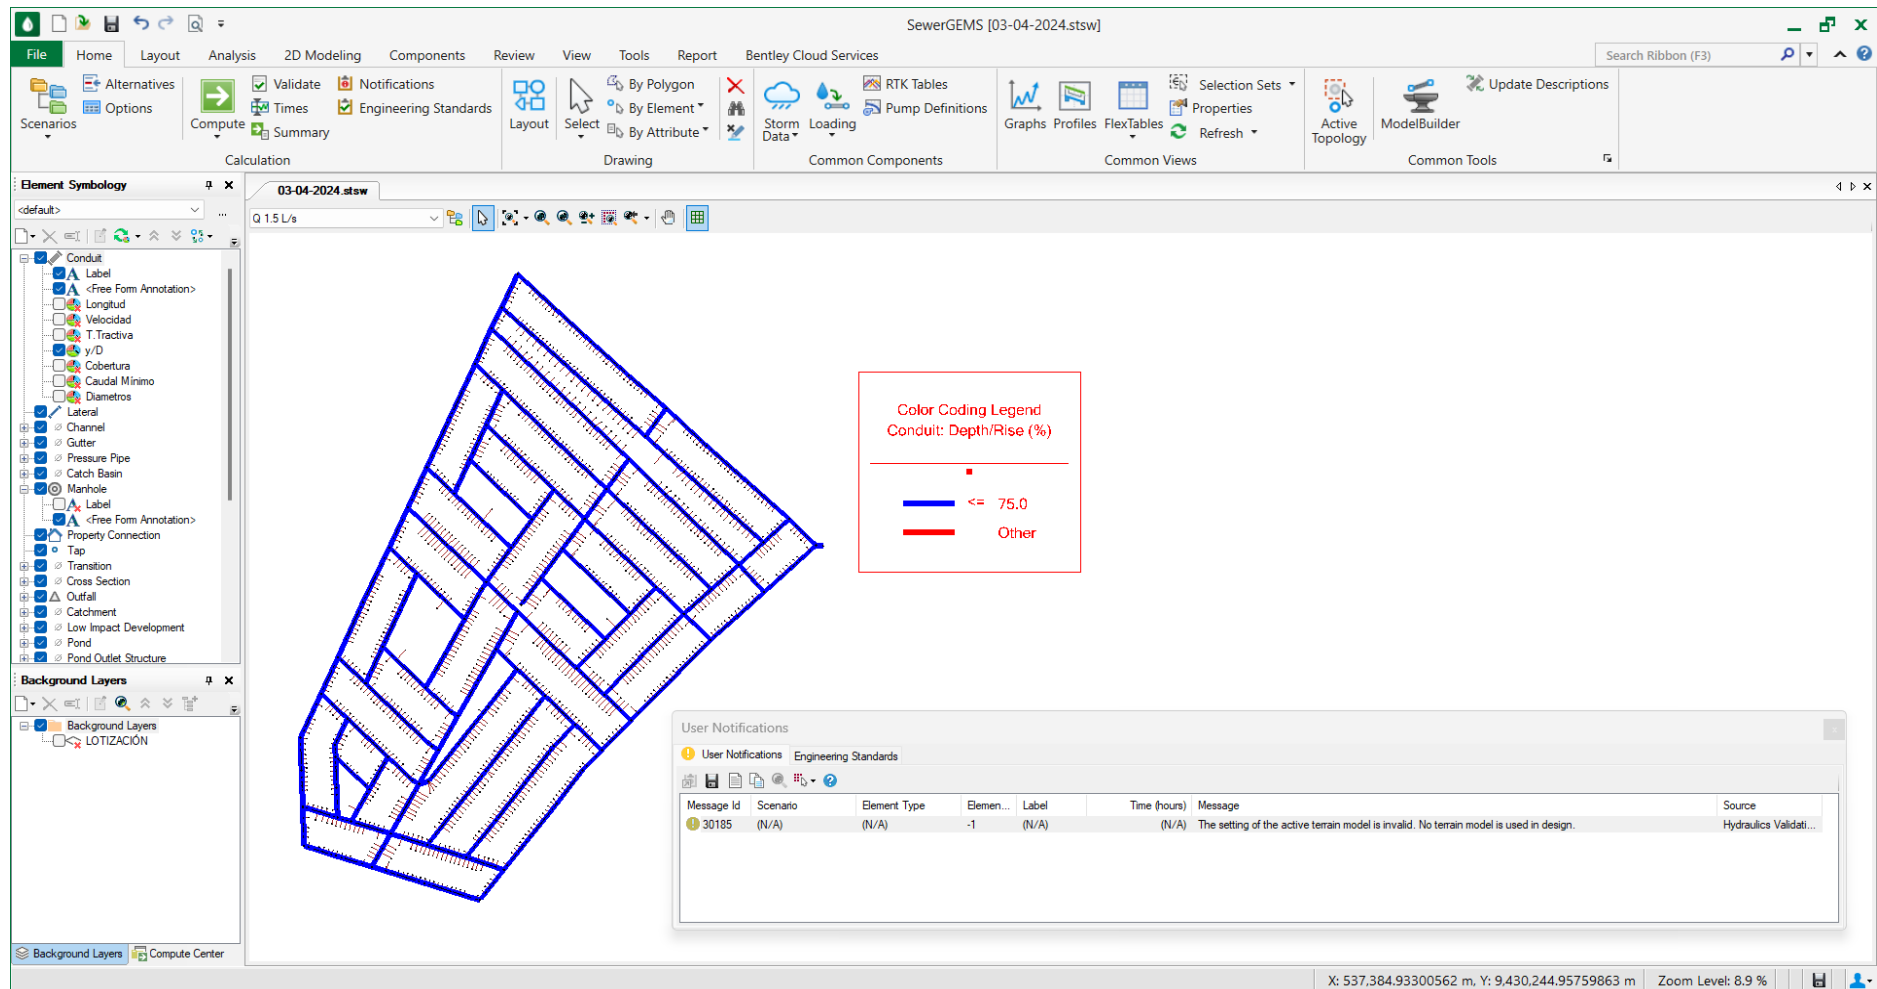 SewerGEMS [03-04-2024.stsw]
File Home Layout Analysis 2D Modeling Components Review View Tools Report Bentley Cloud Services Search Ribbon (F3)
Scenarios
Alternatives
Options
Compute
Validate
Times
Summary
Notifications
Engineering Standards
Calculation
Layout
Select
By Polygon
By Element
By Attribute
Drawing
Storm Data
Loading
RTK Tables
Pump Definitions
Common Components
Graphs
Profiles
FlexTables
Selection Sets
Properties
Refresh
Common Views
Active Topology
ModelBuilder
Update Descriptions
Common Tools
Element Symbology
<default>
...
Conduit
Label
<Free Form Annotation>
Longitud
Velocidad
T.Tractiva
y/D
Cobertura
Caudal Mínimo
Diametros
Lateral
Channel
Gutter
Pressure Pipe
Catch Basin
Manhole
Label
<Free Form Annotation>
Property Connection
Tap
Transition
Cross Section
Outfall
Catchment
Low Impact Development
Pond
Pond Outlet Structure
Background Layers
Background Layers
LOTIZACIÓN
Background Layers Compute Center
03-04-2024.stsw
Q 1.5 L/s
Color Coding Legend
Conduit: Depth/Rise (%)
<= 75.0
Other
User Notifications
User Notifications Engineering Standards
Message Id Scenario Element Type Elemen... Label Time (hours) Message Source
30185 (N/A) (N/A) -1 (N/A) (N/A) The setting of the active terrain model is invalid. No terrain model is used in design. Hydraulics Validati...
X: 537,384.93300562 m, Y: 9,430,244.95759863 m Zoom Level: 8.9 %